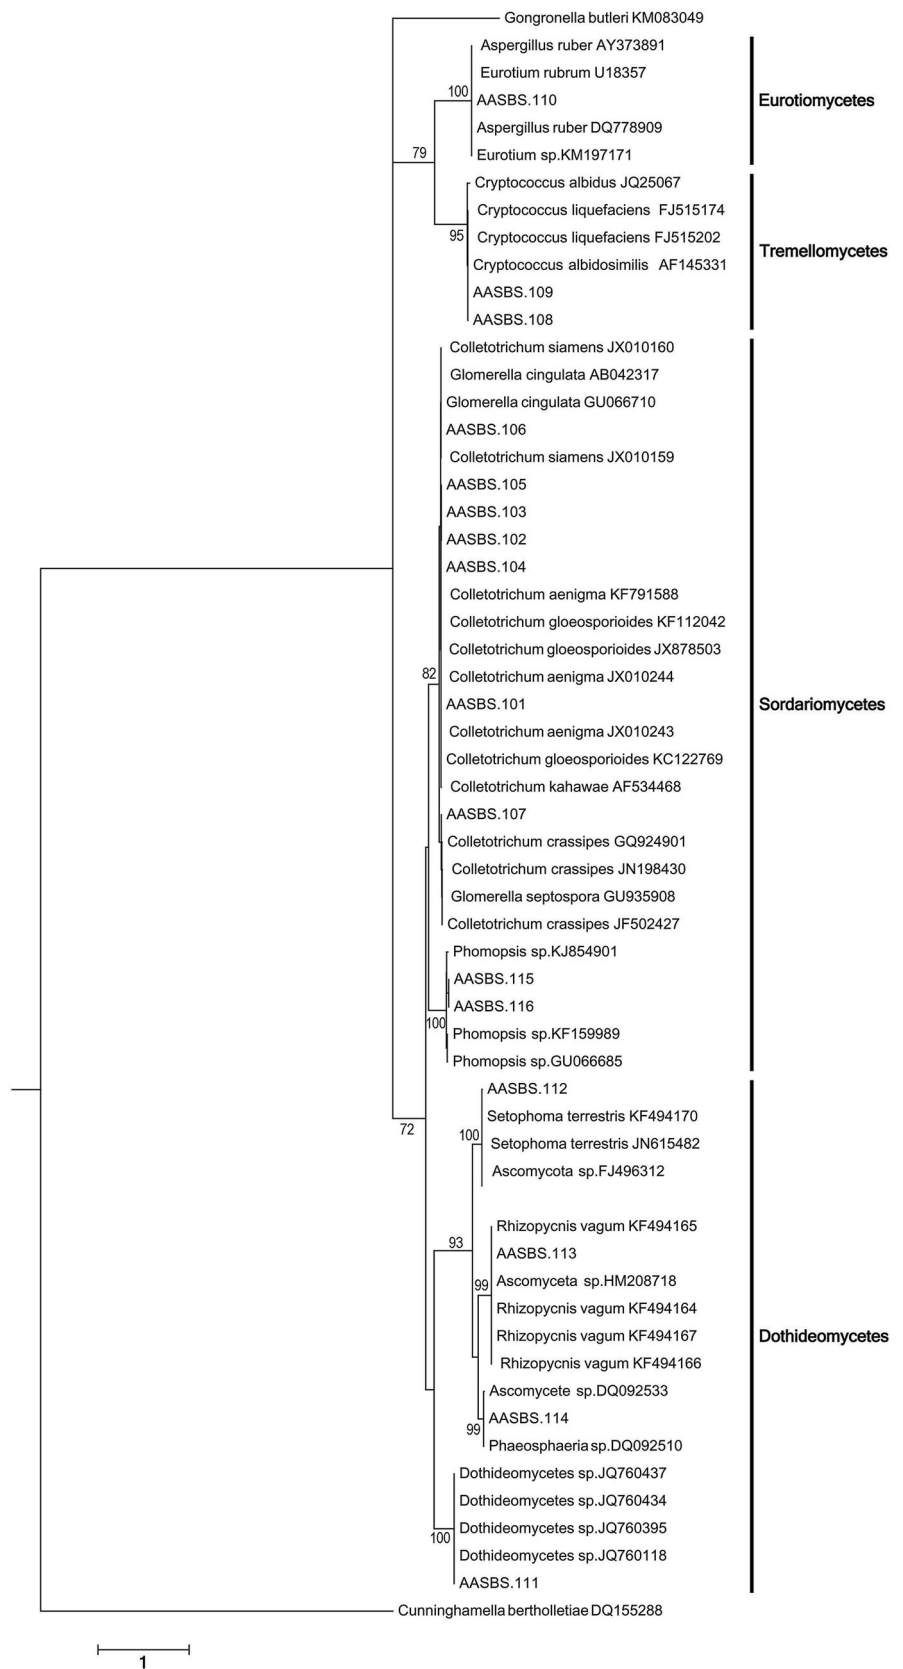 Gongronella butleri KM083049
Aspergillus ruber AY373891
Eurotium rubrum U18357
100
AASBS.110
Eurotiomycetes
Aspergillus ruber DQ778909
79
Eurotium sp.KM197171
Cryptococcus albidus JQ25067
Cryptococcus liquefaciens FJ515174
95
Cryptococcus liquefaciens FJ515202
Tremellomycetes
Cryptococcus albidosimilis AF145331
AASBS.109
AASBS.108
Colletotrichum siamens JX010160
Glomerella cingulata AB042317
Glomerella cingulata GU066710
AASBS.106
Colletotrichum siamens JX010159
AASBS.105
AASBS.103
AASBS.102
AASBS.104
Colletotrichum aenigma KF791588
Colletotrichum gloeosporioides KF112042
Colletotrichum gloeosporioides JX878503
82
Colletotrichum aenigma JX010244
AASBS.101
Sordariomycetes
Colletotrichum aenigma JX010243
Colletotrichum gloeosporioides KC122769
Colletotrichum kahawae AF534468
AASBS.107
Colletotrichum crassipes GQ924901
Colletotrichum crassipes JN198430
Glomerella septospora GU935908
Colletotrichum crassipes JF502427
Phomopsis sp.KJ854901
AASBS.115
AASBS.116
100
Phomopsis sp.KF159989
Phomopsis sp.GU066685
AASBS.112
Setophoma terrestris KF494170
72
100
Setophoma terrestris JN615482
Ascomycota sp.FJ496312
Rhizopycnis vagum KF494165
93
AASBS.113
99
Ascomyceta sp.HM208718
Rhizopycnis vagum KF494164
Rhizopycnis vagum KF494167
Dothideomycetes
Rhizopycnis vagum KF494166
Ascomycete sp.DQ092533
AASBS.114
99
Phaeosphaeria sp.DQ092510
Dothideomycetes sp.JQ760437
Dothideomycetes sp.JQ760434
Dothideomycetes sp.JQ760395
100
Dothideomycetes sp.JQ760118
AASBS.111
Cunninghamella bertholletiae DQ155288
1